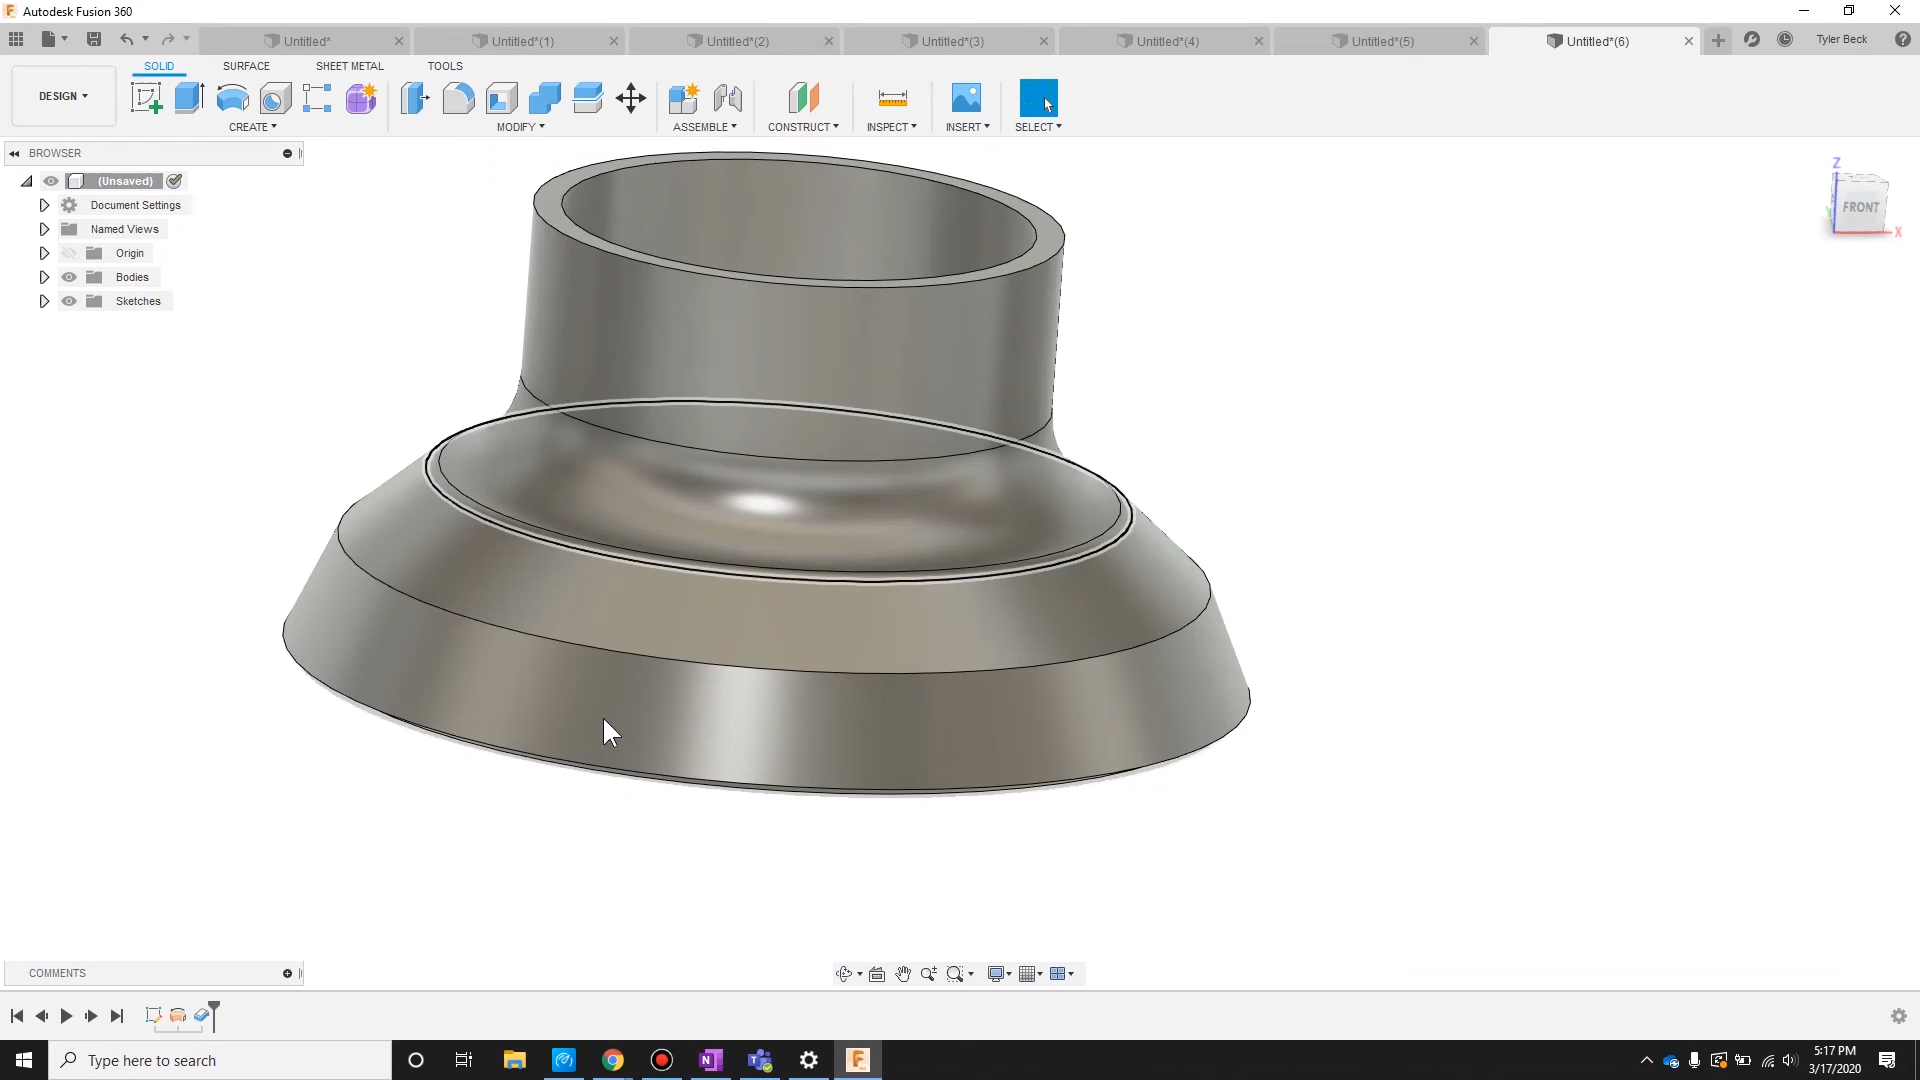 Autodesk Fusion 360
Untitled*
Untitled*(1)
Untitled*(2)
Untitled*(3)
Untitled*(4)
Untitled*(5)
Untitled*(6)
Tyler Beck
SOLID
SURFACE
SHEET METAL
TOOLS
DESIGN
CREATE
MODIFY
ASSEMBLE
CONSTRUCT
INSPECT
INSERT
SELECT
BROWSER
(Unsaved)
Document Settings
Named Views
Origin
Bodies
Sketches
Z
FRONT
X
COMMENTS
Type here to search
5:17 PM
3/17/2020